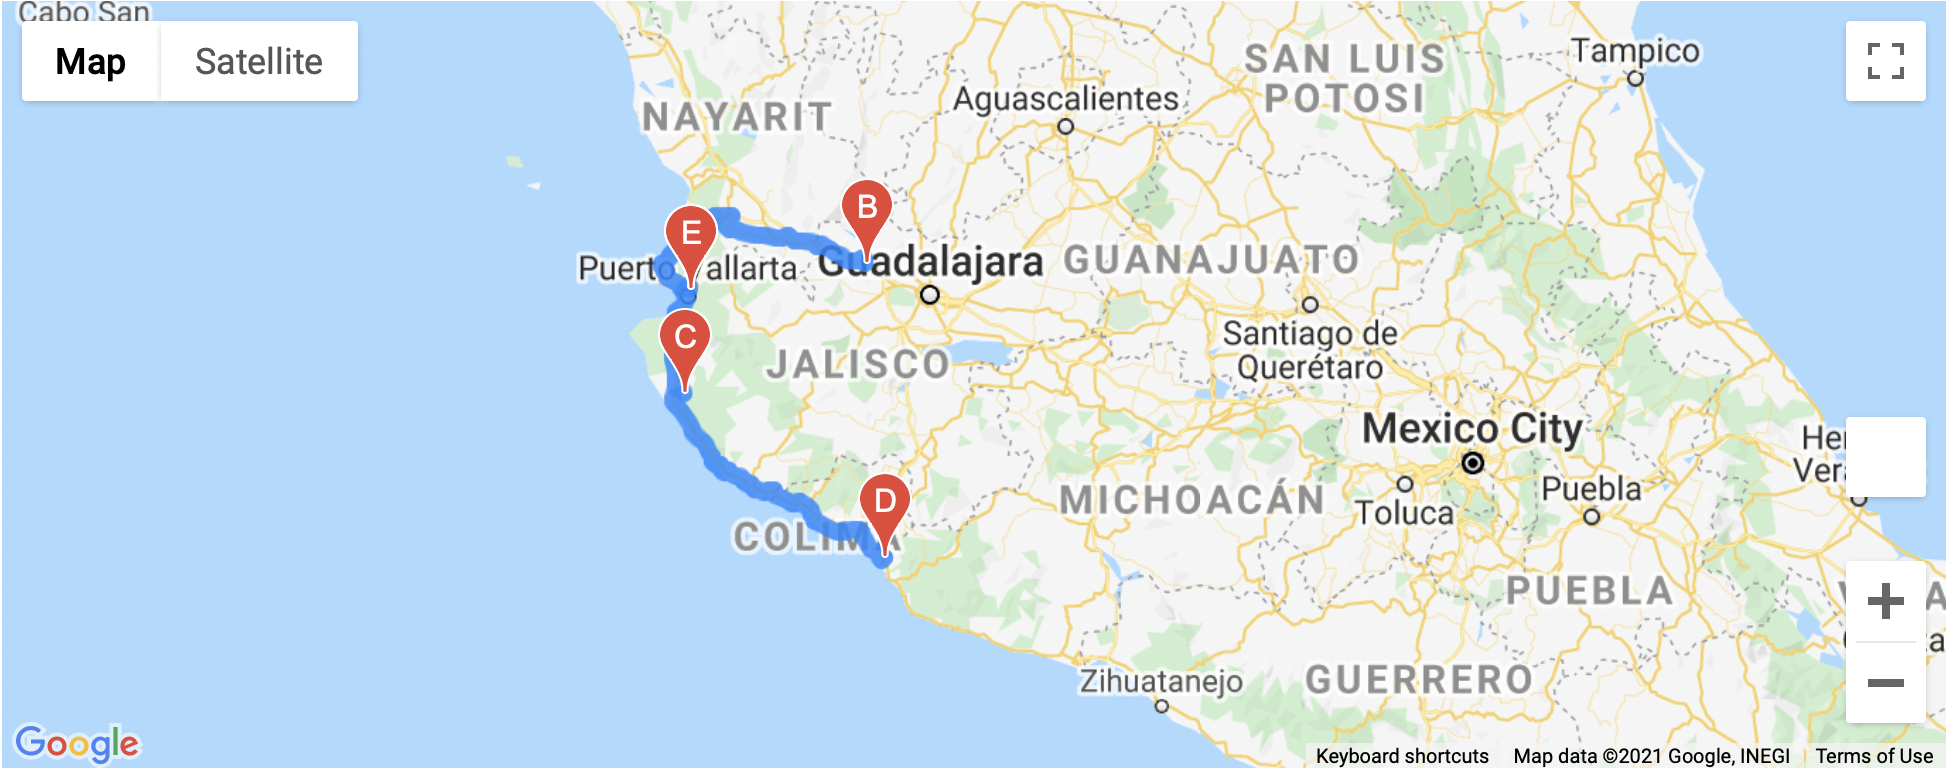 Cabo San
Map
Satellite
NAYARIT
Aguascalientes
SAN LUIS
POTOSI
Tampico
B
E
Puerto Vallarta
Guadalajara
GUANAJUATO
C
JALISCO
Santiago de
Querétaro
Mexico City
D
COLIMA
MICHOACÁN
Toluca
Puebla
PUEBLA
Zihuatanejo
GUERRERO
Google
Keyboard shortcuts
Map data ©2021 Google, INEGI
Terms of Use